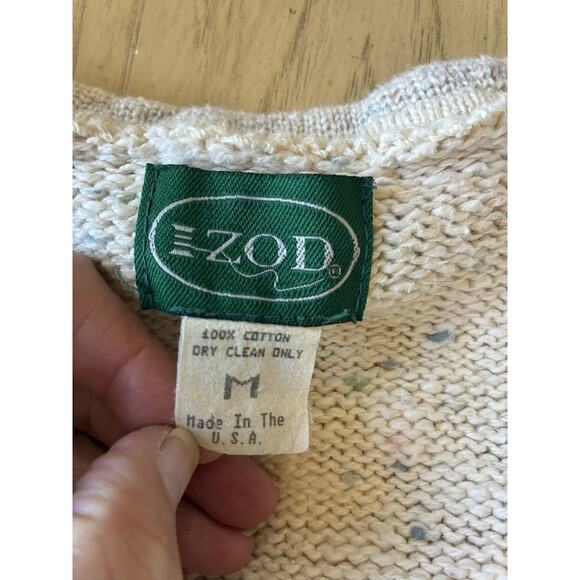 IZOD®
100% COTTON
DRY CLEAN ONLY
M
Made In The
U.S.A.